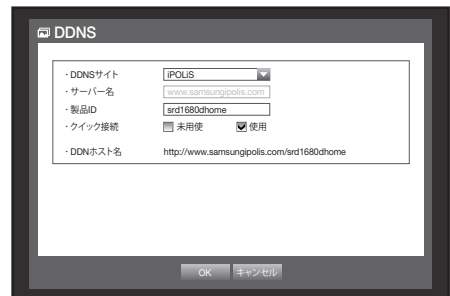 DDNS
・DDNSサイト iPOLiS
・サーバー名 www.samsungipolis.com
・製品ID srd1680dhome
・クイック接続 未用使 使用
・DDNホスト名 http://www.samsungipolis.com/srd1680dhome
OK キャンセル